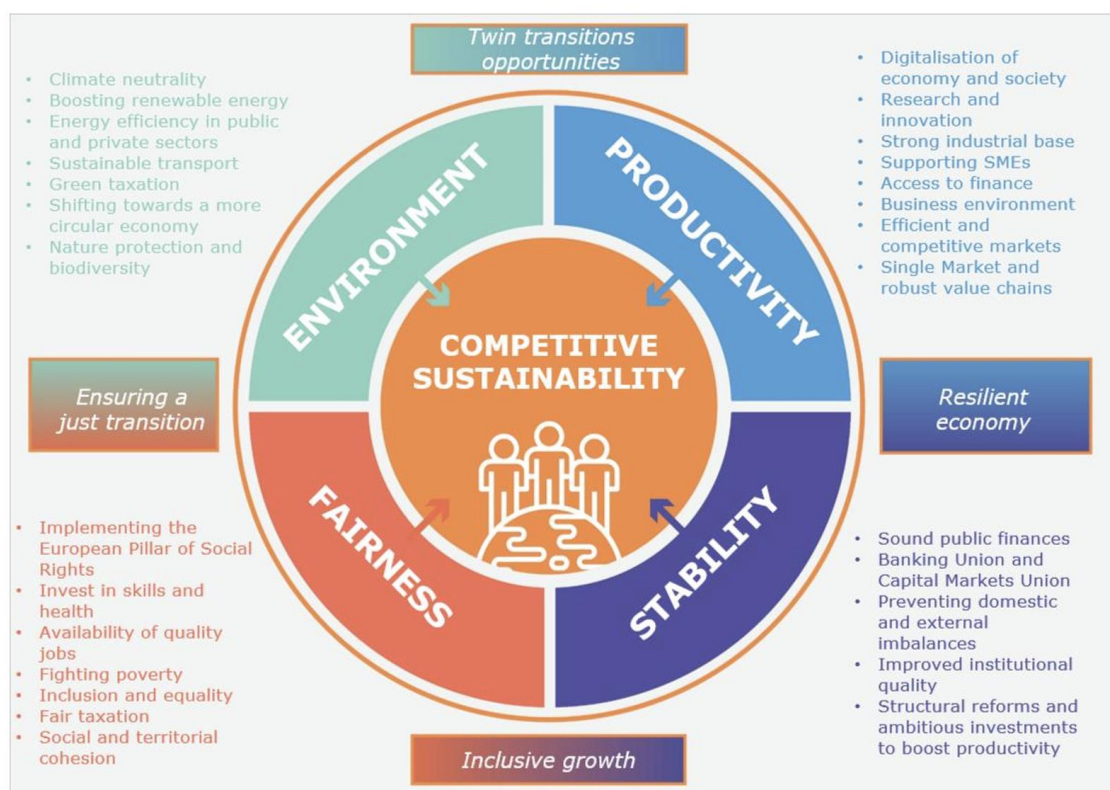 Twin transitions
opportunities
• Climate neutrality
• Boosting renewable energy
• Energy efficiency in public
and private sectors
• Sustainable transport
• Green taxation
• Shifting towards a more
circular economy
• Nature protection and
biodiversity
• Digitalisation of
economy and society
• Research and
innovation
• Strong industrial base
• Supporting SMEs
• Access to finance
• Business environment
• Efficient and
competitive markets
• Single Market and
robust value chains
ENVIRONMENT
PRODUCTIVITY
COMPETITIVE
SUSTAINABILITY
Ensuring a
just transition
Resilient
economy
FAIRNESS
STABILITY
• Implementing the
European Pillar of Social
Rights
• Invest in skills and
health
• Availability of quality
jobs
• Fighting poverty
• Inclusion and equality
• Fair taxation
• Social and territorial
cohesion
• Sound public finances
• Banking Union and
Capital Markets Union
• Preventing domestic
and external
imbalances
• Improved institutional
quality
• Structural reforms and
ambitious investments
to boost productivity
Inclusive growth